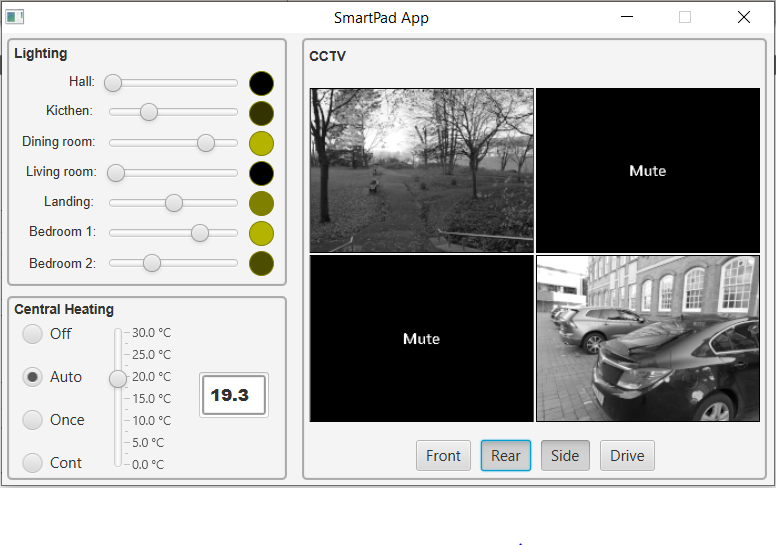 SmartPad App
Lighting
Hall:
Kicthen:
Dining room:
Living room:
Landing:
Bedroom 1:
Bedroom 2:
Central Heating
Off
Auto
Once
Cont
30.0 °C
25.0 °C
20.0 °C
15.0 °C
10.0 °C
5.0 °C
0.0 °C
19.3
CCTV
Mute
Mute
Front Rear Side Drive